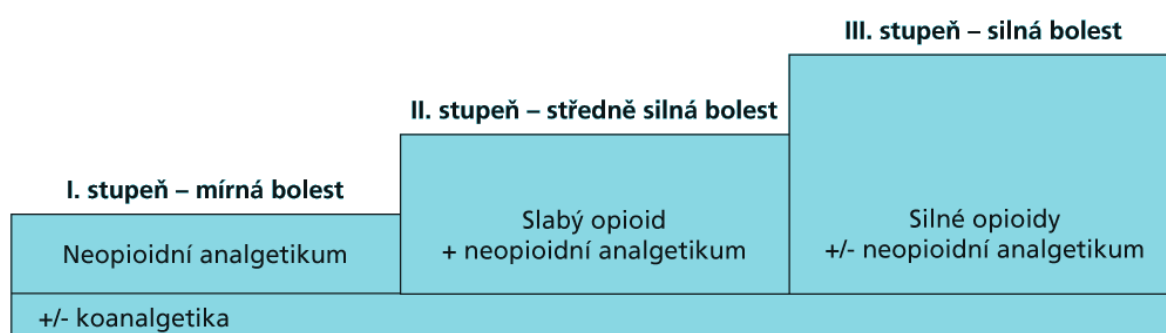 I. stupeň – mírná bolest
Neopioidní analgetikum
II. stupeň – středně silná bolest
Slabý opioid
+ neopioidní analgetikum
III. stupeň – silná bolest
Silné opioidy
+/- neopioidní analgetikum
+/- koanalgetika